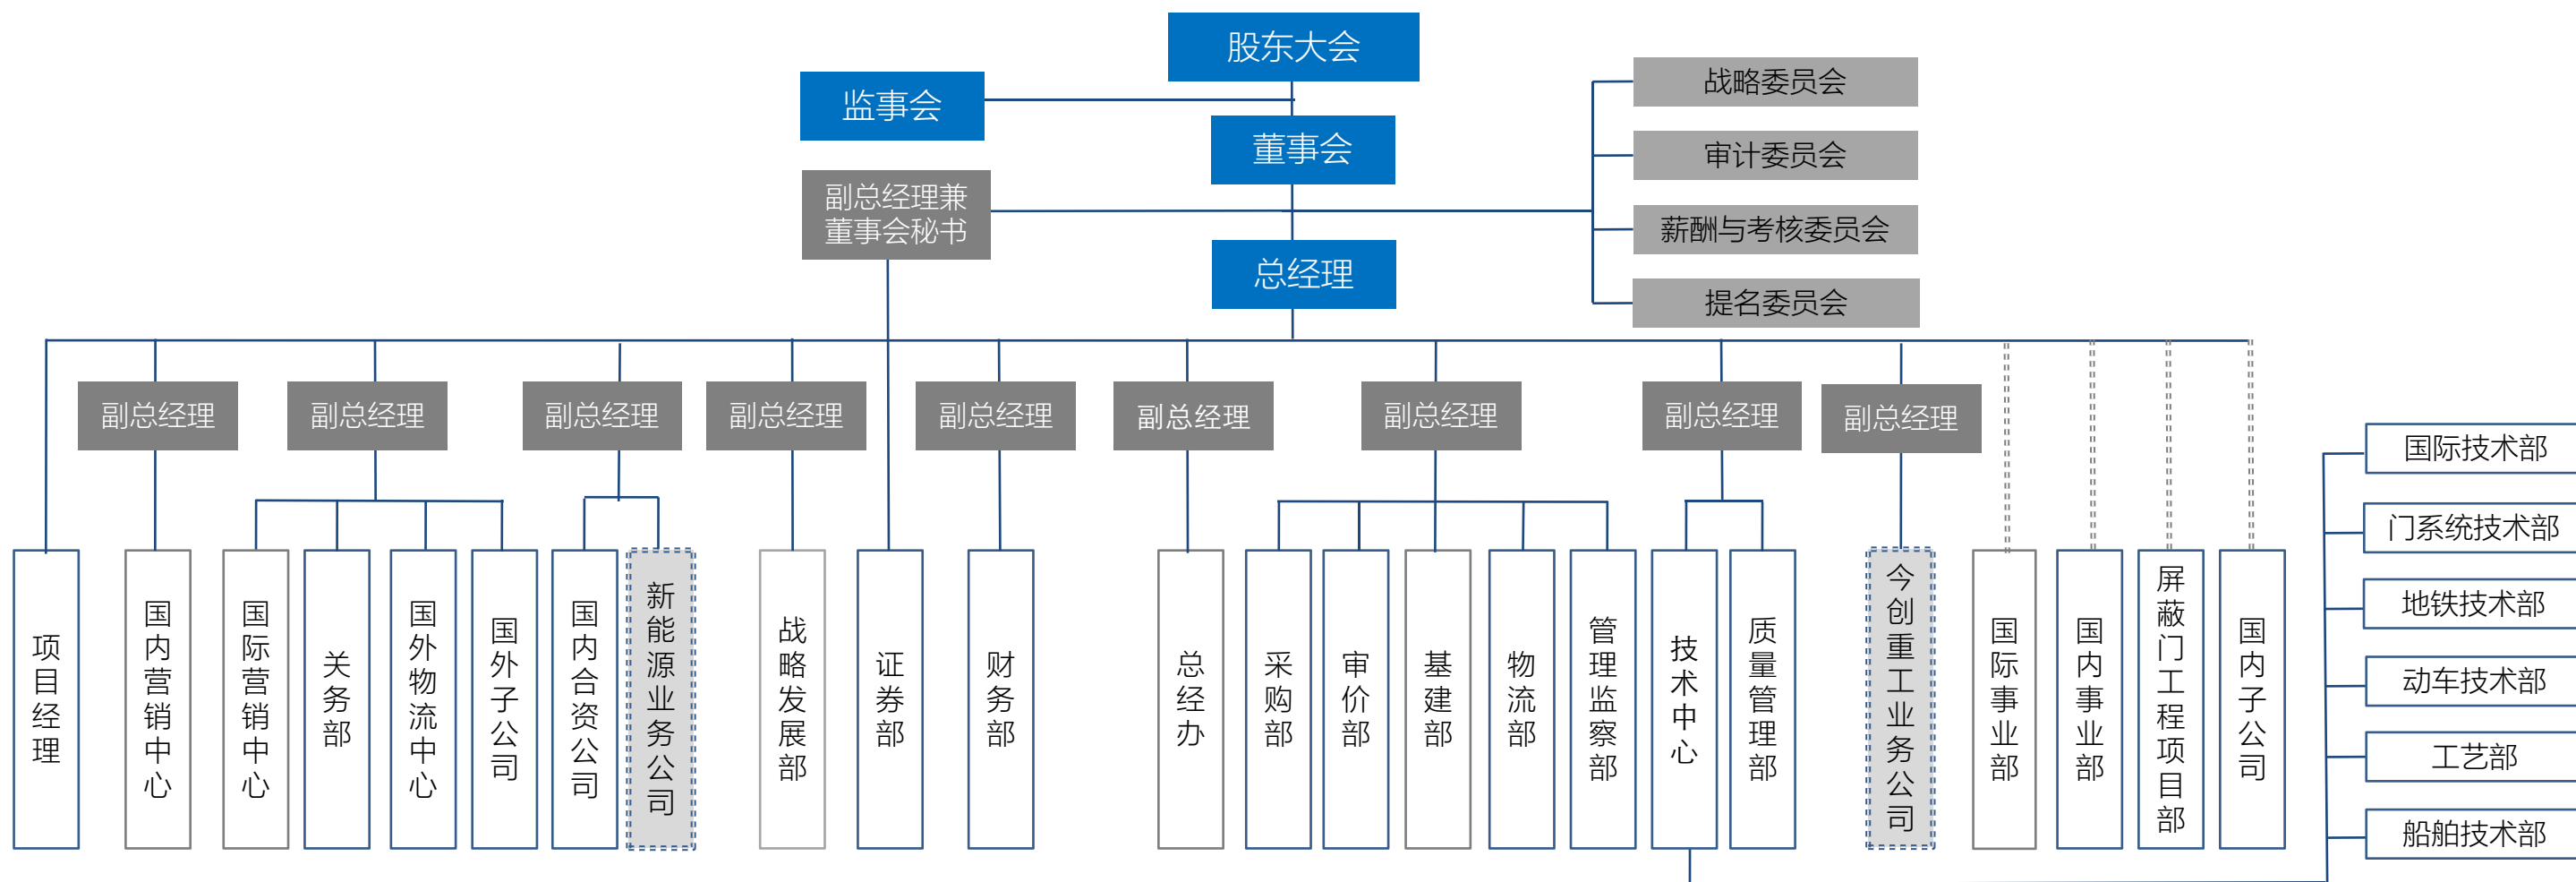 股东大会
监事会
战略委员会
董事会
审计委员会
副总经理兼
董事会秘书
薪酬与考核委员会
总经理
提名委员会
副总经理
副总经理
副总经理
副总经理
副总经理
副总经理
副总经理
副总经理
副总经理
项目经理
国内营销中心
国际营销中心
关务部
国外物流中心
国外子公司
国内合资公司
新能源业务公司
战略发展部
证券部
财务部
总经办
采购部
审价部
基建部
物流部
管理监察部
技术中心
质量管理部
今创重工业务公司
国际事业部
国内事业部
屏蔽门工程项目部
国内子公司
国际技术部
门系统技术部
地铁技术部
动车技术部
工艺部
船舶技术部